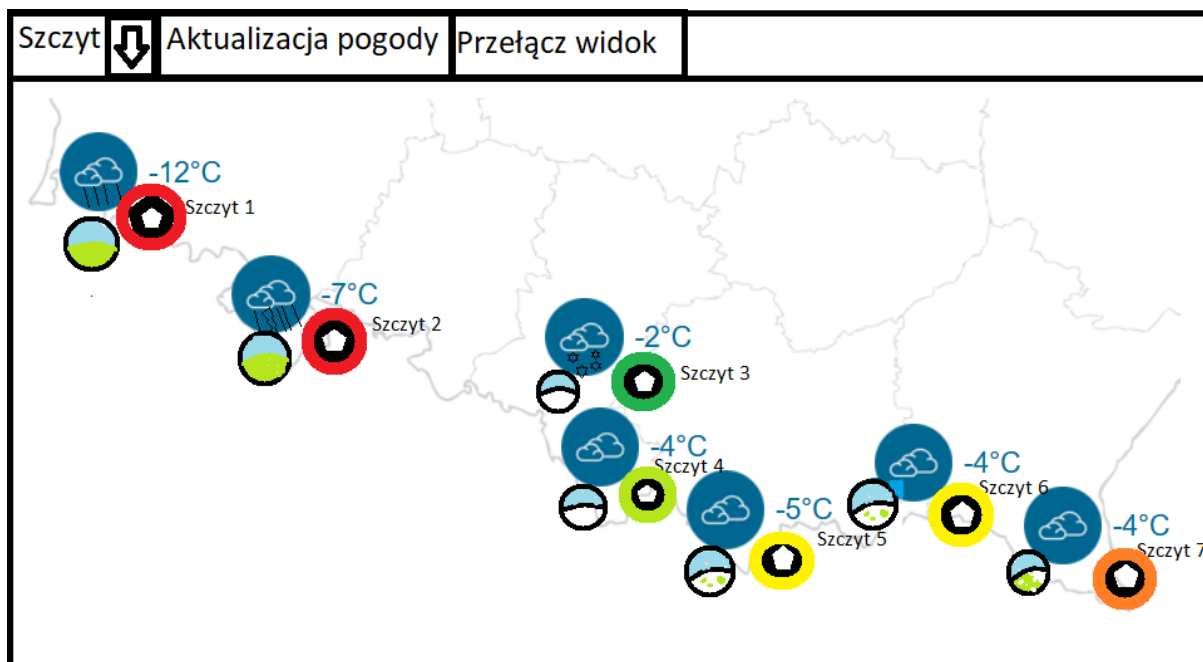 Szczyt
Aktualizacja pogody
Przełącz widok
-12°C
Szczyt 1
-7°C
Szczyt 2
-2°C
Szczyt 3
-4°C
Szczyt 4
-5°C
Szczyt 5
-4°C
Szczyt 6
-4°C
Szczyt 7